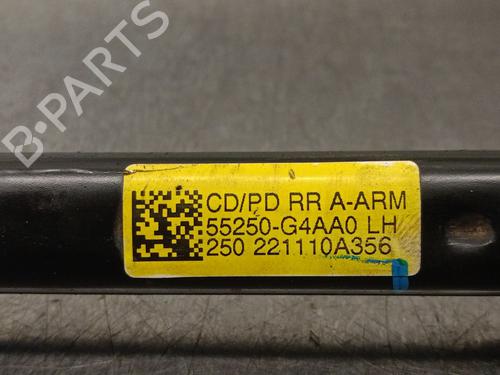 B-PARTS
CD/PD RR A-ARM
55250-G4AA0 LH
250 221110A356